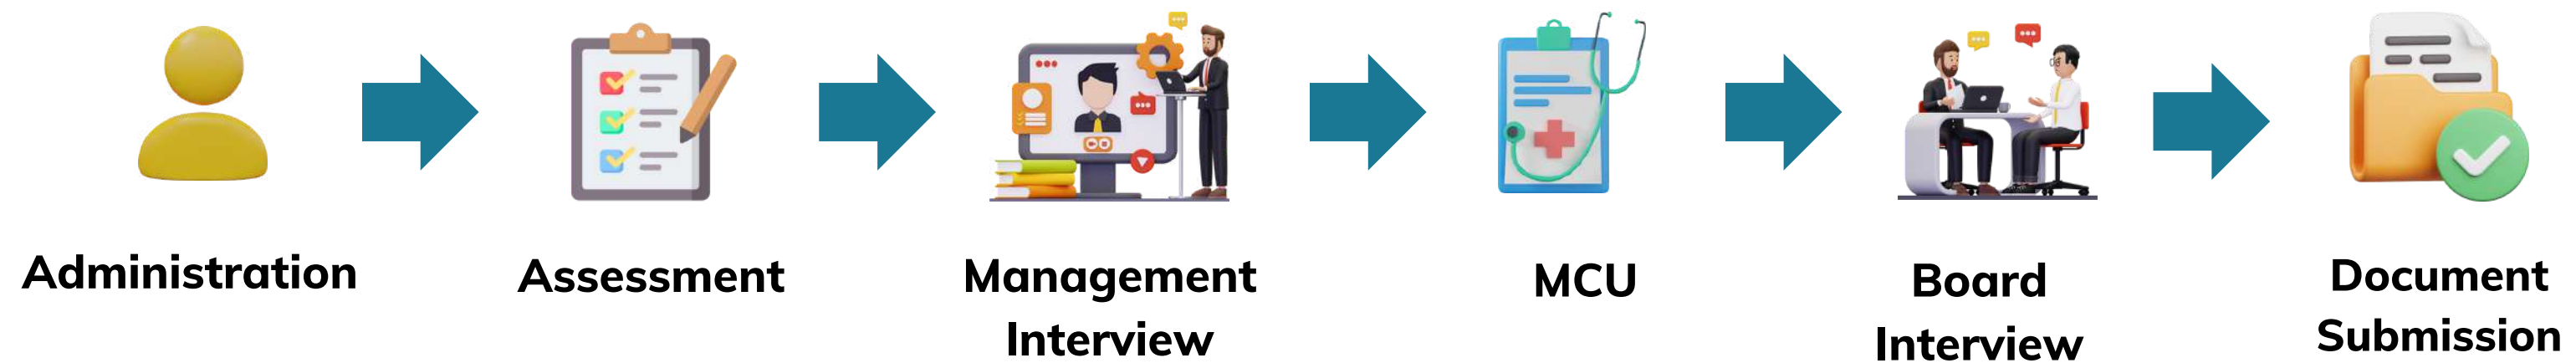 Administration
Assessment
Management
Interview
MCU
Board
Interview
Document
Submission